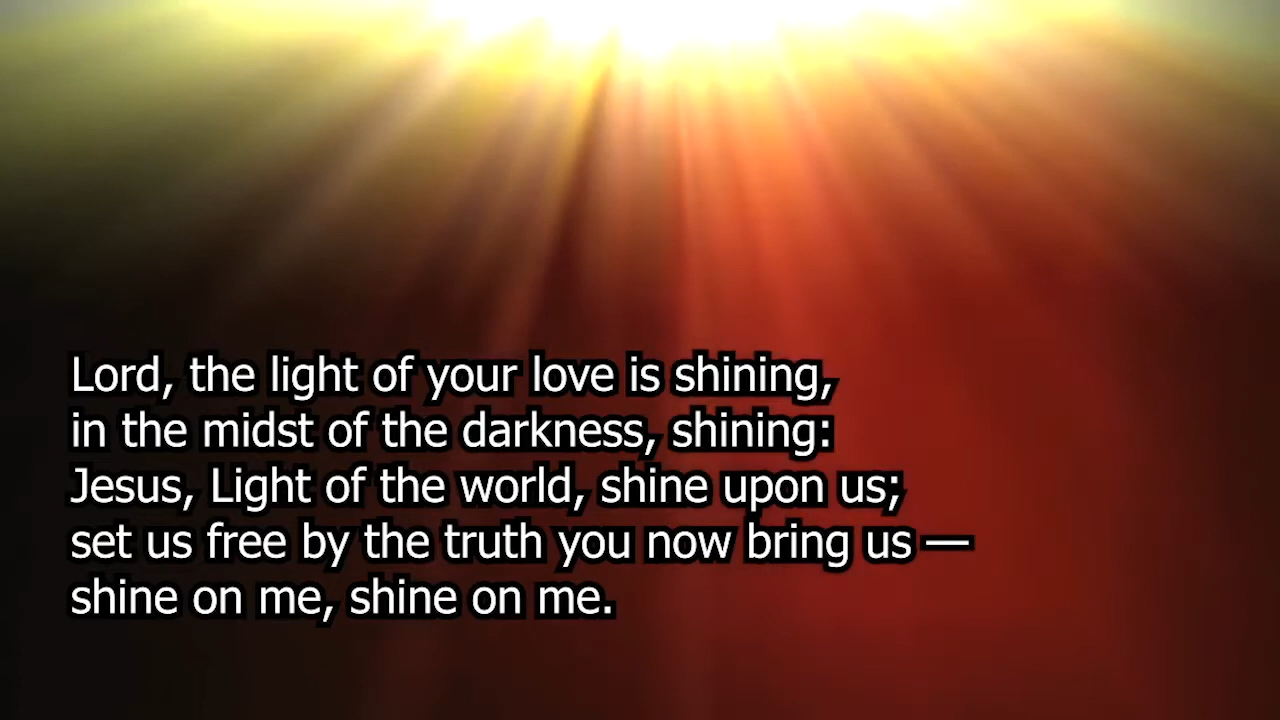 Lord, the light of your love is shining,
in the midst of the darkness, shining:
Jesus, Light of the world, shine upon us;
set us free by the truth you now bring us —
shine on me, shine on me.